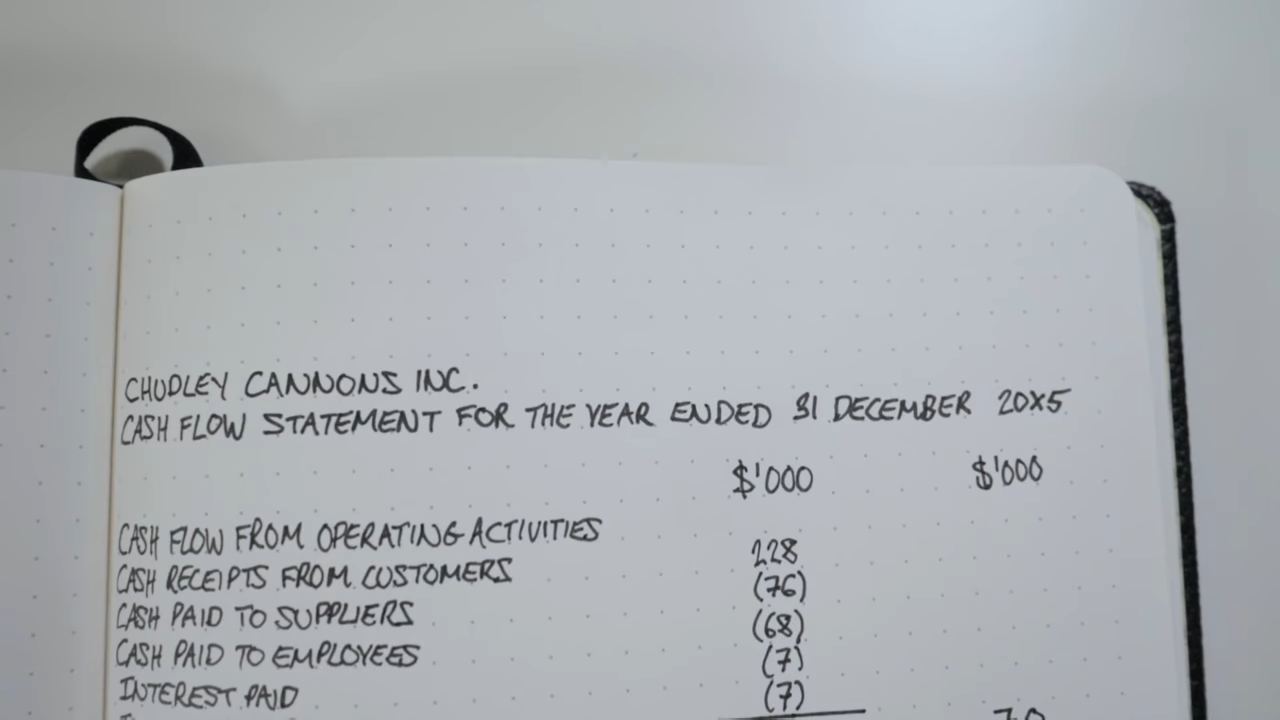 CHUDLEY CANNONS INC.
CASH FLOW STATEMENT FOR THE YEAR ENDED 31 DECEMBER 20X5
$'000 $'000
CASH FLOW FROM OPERATING ACTIVITIES
CASH RECEIPTS FROM CUSTOMERS 228
CASH PAID TO SUPPLIERS (76)
CASH PAID TO EMPLOYEES (68)
INTEREST PAID (7)
(7)
70